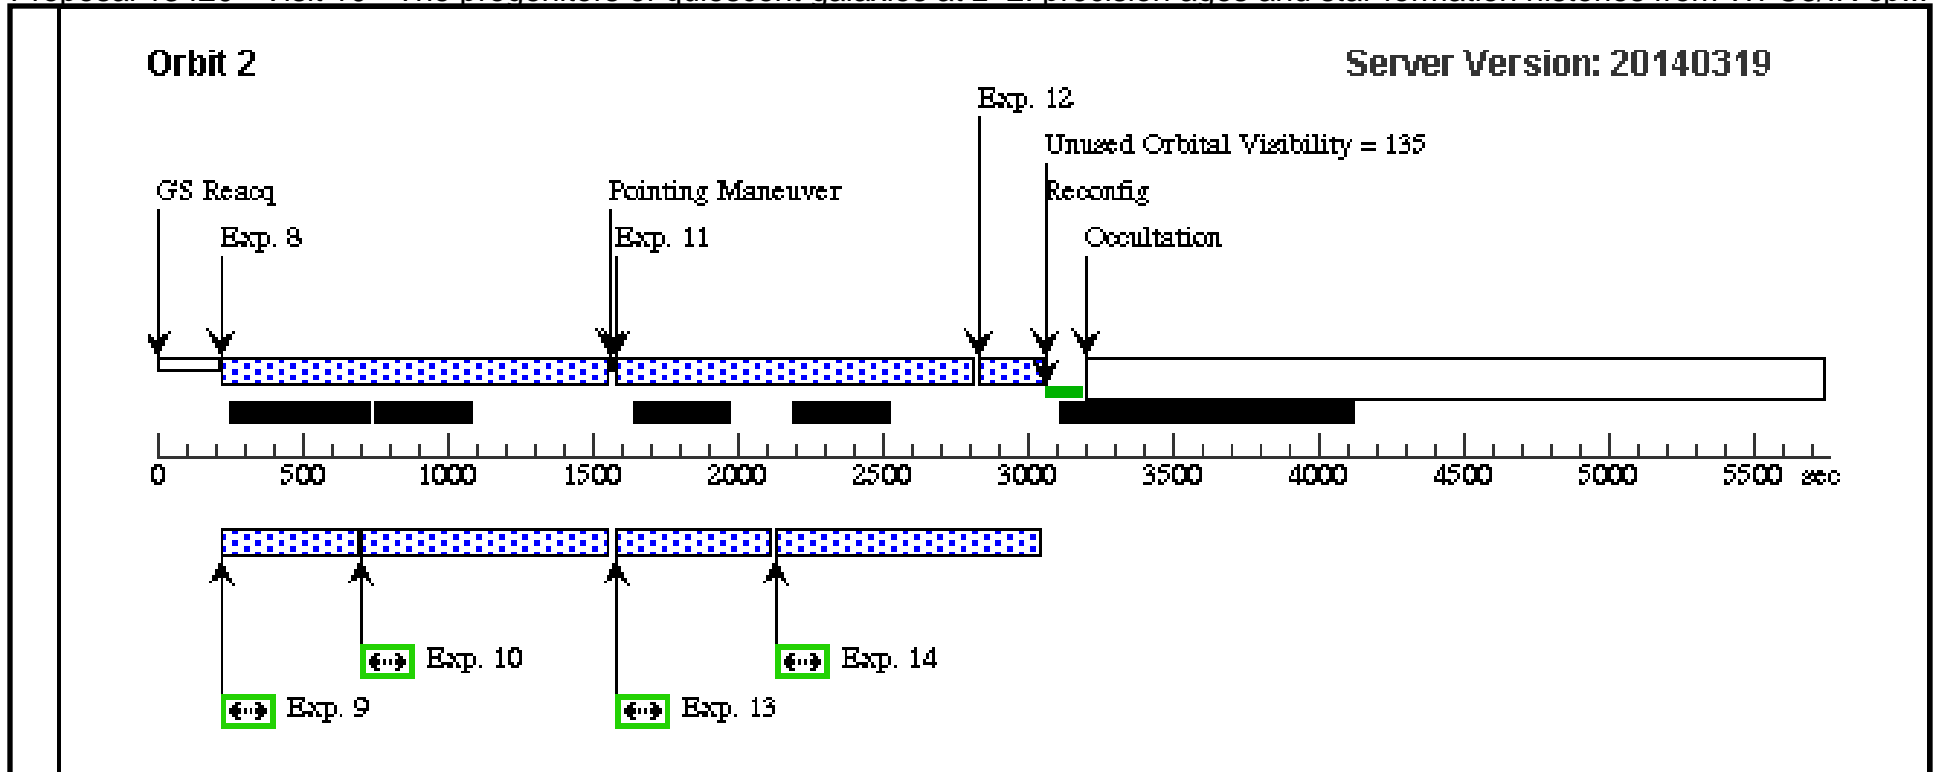 Orbit 2
Server Version: 20140319
Exp. 12
Unused Orbital Visibility = 135
GS Reacq
Pointing Maneuver
Reconfig
Exp. 8
Exp. 11
Occultation
0 500 1000 1500 2000 2500 3000 3500 4000 4500 5000 5500 sec
Exp. 10
Exp. 14
Exp. 9
Exp. 13